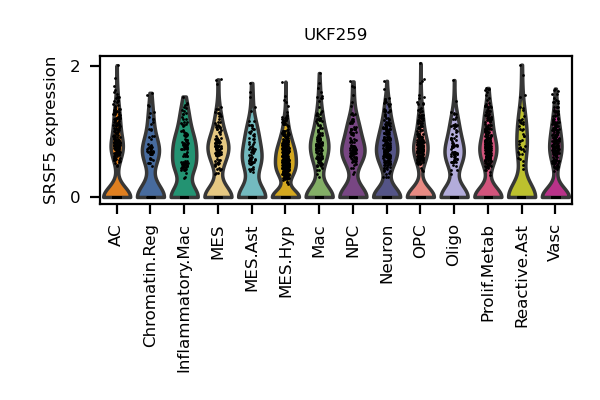 UKF259
SRSF5 expression
2
0
AC
Chromatin.Reg
Inflammatory.Mac
MES
MES.Ast
MES.Hyp
Mac
NPC
Neuron
OPC
Oligo
Prolif.Metab
Reactive.Ast
Vasc